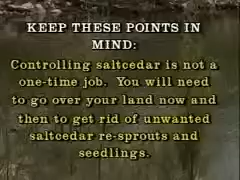 KEEP THESE POINTS IN
MIND:
Controlling saltcedar is not a
one-time job.  You will need
to go over your land now and
then to get rid of unwanted
saltcedar re-sprouts and
seedlings.